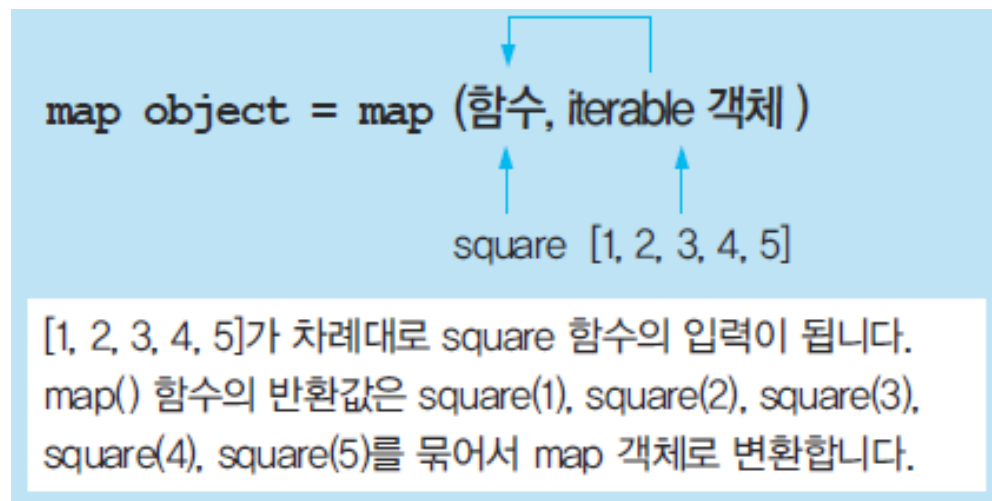 map object = map (함수, iterable 객체 )
square [1, 2, 3, 4, 5]
[1, 2, 3, 4, 5]가 차례대로 square 함수의 입력이 됩니다.
map() 함수의 반환값은 square(1), square(2), square(3),
square(4), square(5)를 묶어서 map 객체로 변환합니다.